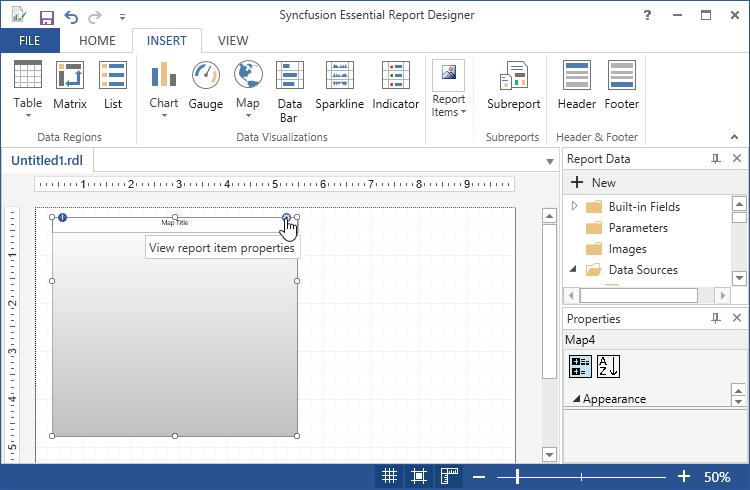 Syncfusion Essential Report Designer
?
FILE HOME INSERT VIEW
Table Matrix List Chart Gauge Map Data Bar Sparkline Indicator Report Items Subreport Header Footer
Data Regions Data Visualizations Subreports Header & Footer
Untitled1.rdl
Report Data
1 2 3 4 5 6 7 8 9
New
Built-in Fields
Parameters
Images
Data Sources
Map Title
View report item properties
1
2
3
4
5
Properties
Map4
A
Z
Appearance
50%